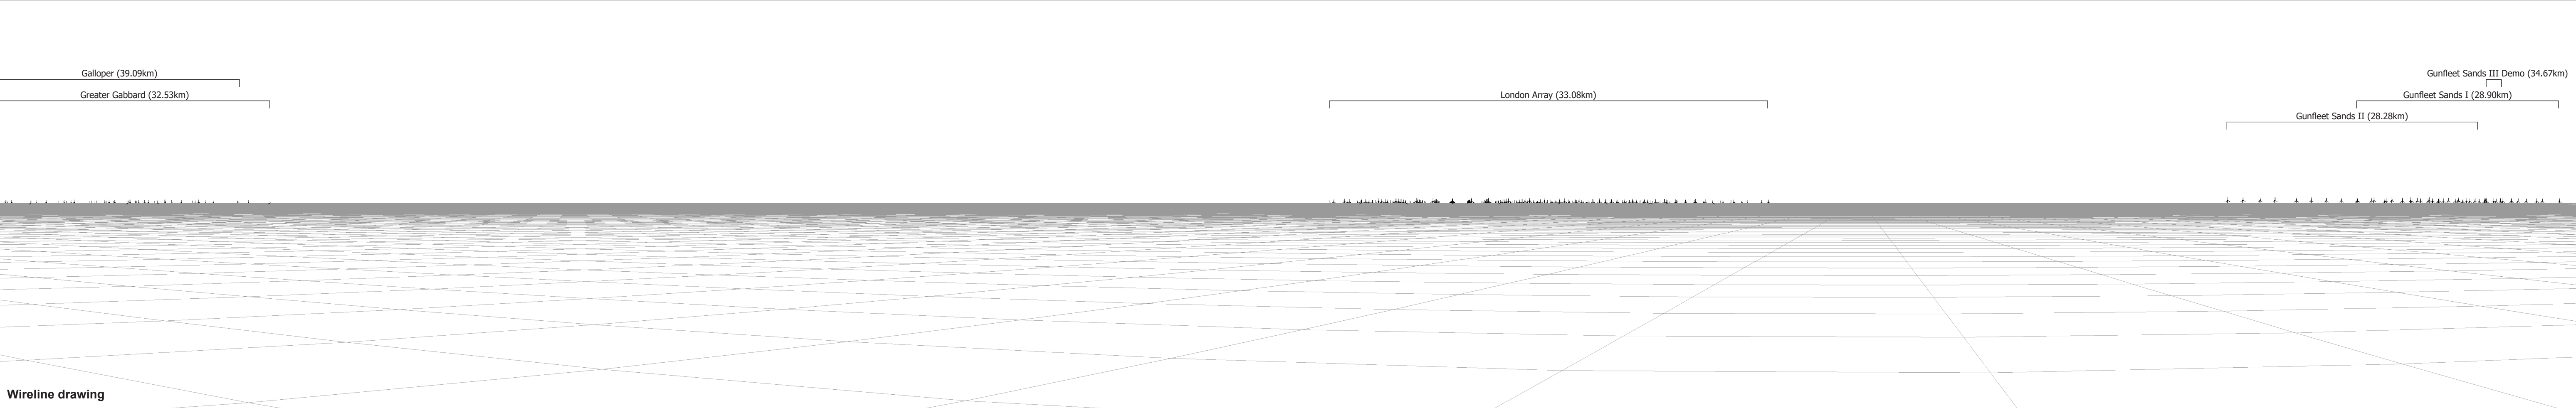 Galloper (39.09km)
Greater Gabbard (32.53km)
London Array (33.08km)
Gunfleet Sands III Demo (34.67km)
Gunfleet Sands I (28.90km)
Gunfleet Sands II (28.28km)
Wireline drawing